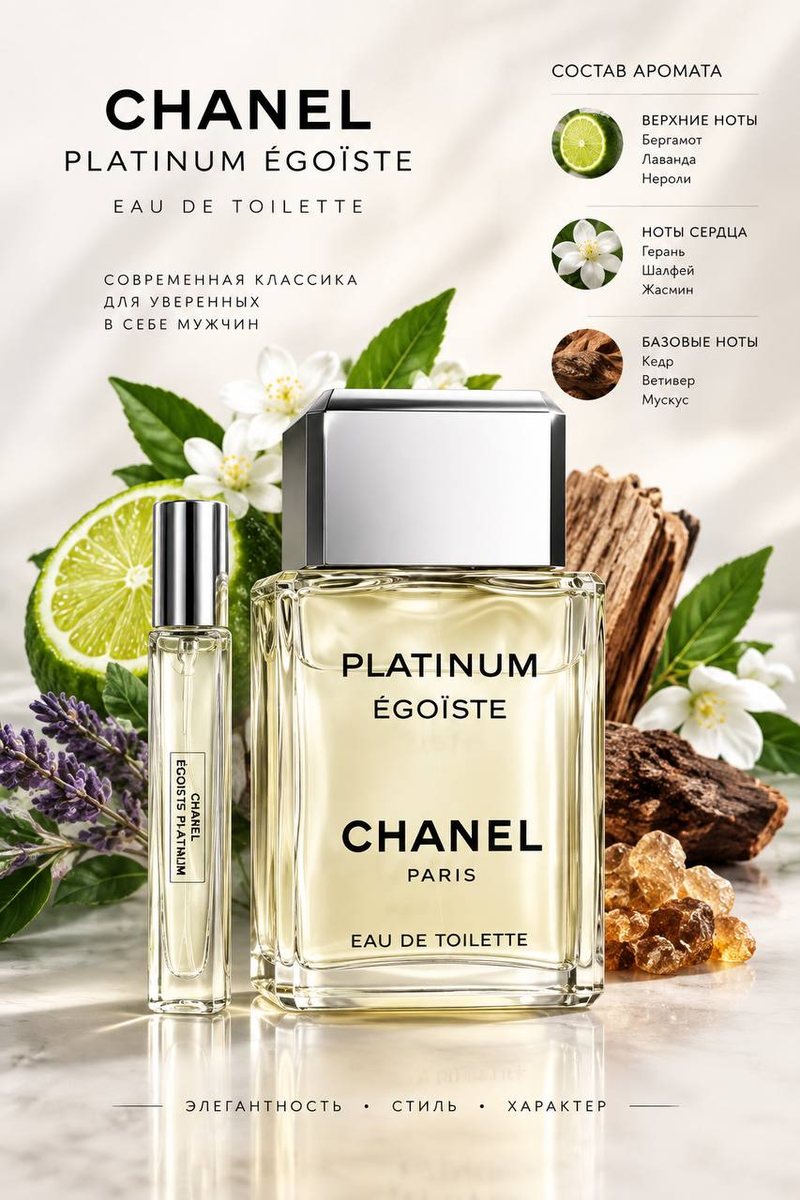 CHANEL
PLATINUM ÉGOÏSTE
EAU DE TOILETTE
СОВРЕМЕННАЯ КЛАССИКА
ДЛЯ УВЕРЕННЫХ
В СЕБЕ МУЖЧИН
СОСТАВ АРОМАТА
ВЕРХНИЕ НОТЫ
Бергамот
Лаванда
Нероли
НОТЫ СЕРДЦА
Герань
Шалфей
Жасмин
БАЗОВЫЕ НОТЫ
Кедр
Ветивер
Мускус
CHANEL
ÉGOISTS PLATMUM
PLATINUM
ÉGOÏSTE
CHANEL
PARIS
EAU DE TOILETTE
ЭЛЕГАНТНОСТЬ • СТИЛЬ • ХАРАКТЕР